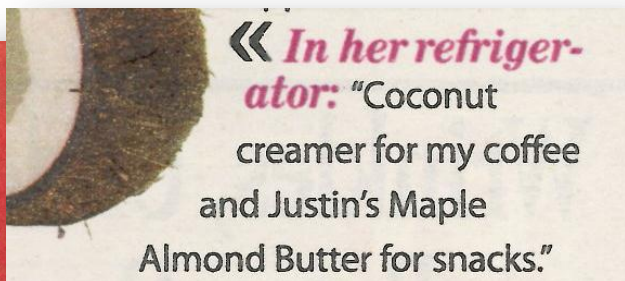 « In her refriger-
ator: "Coconut
creamer for my coffee
and Justin's Maple
Almond Butter for snacks."